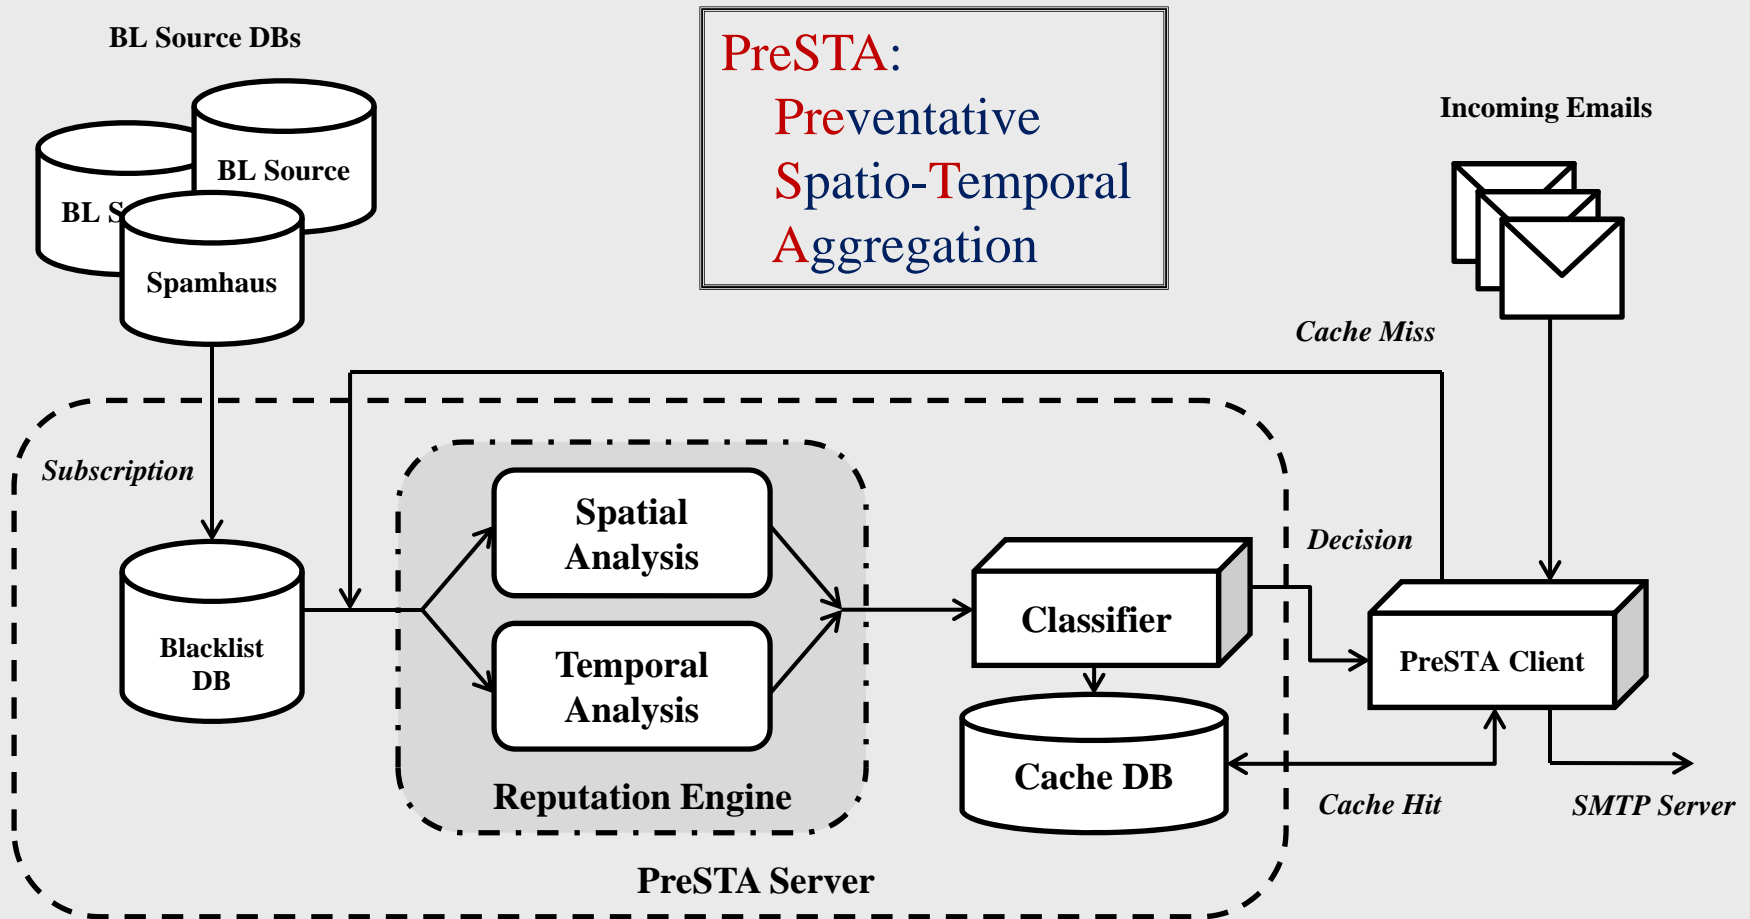 BL Source DBs
BL Source
BL S
Spamhaus
PreSTA:
Preventative
Spatio-Temporal
Aggregation
Incoming Emails
Cache Miss
Subscription
Spatial
Analysis
Decision
Blacklist
DB
Temporal
Analysis
Classifier
PreSTA Client
Reputation Engine
Cache DB
Cache Hit
SMTP Server
PreSTA Server